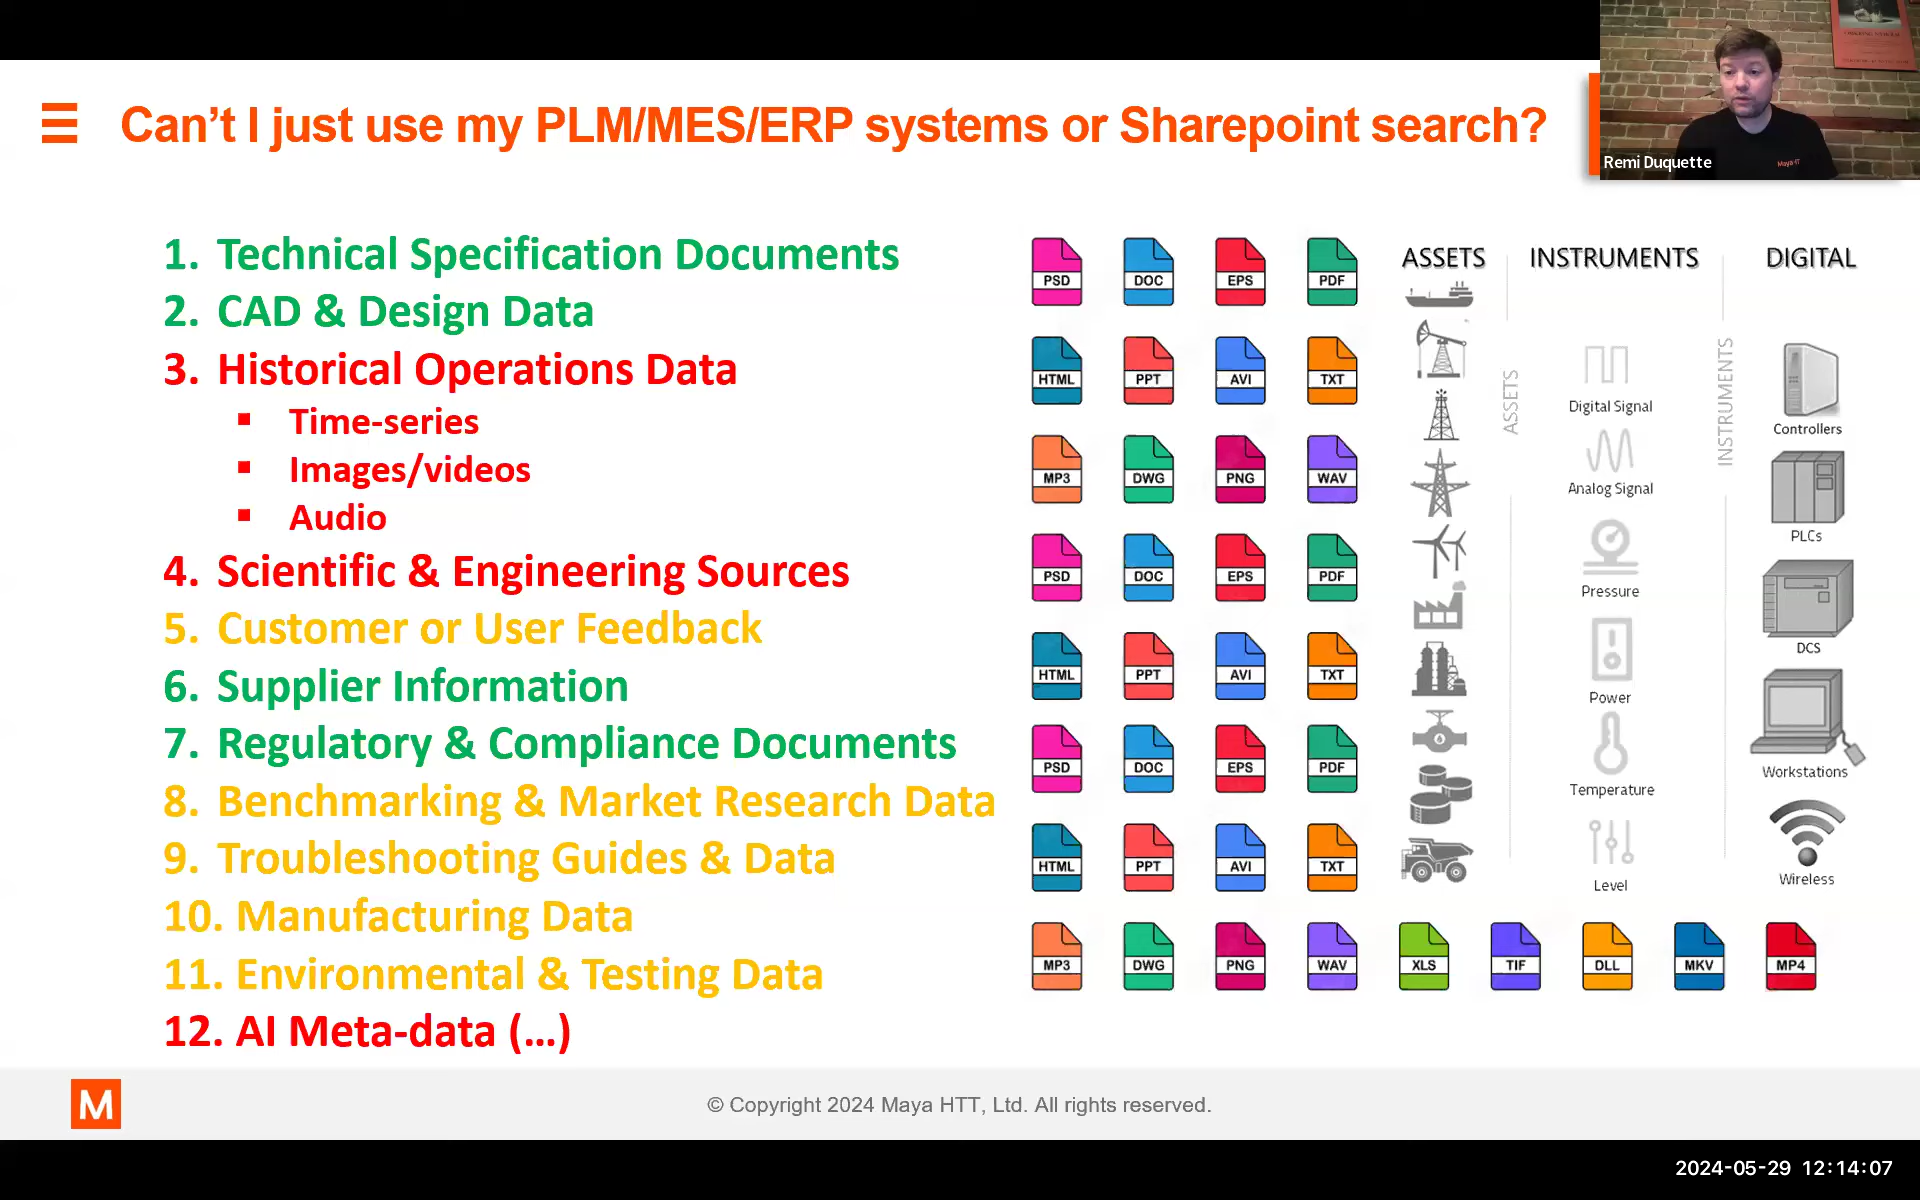 Can't I just use my PLM/MES/ERP systems or Sharepoint search?
Remi Duquette
Maya HT
1. Technical Specification Documents
2. CAD & Design Data
3. Historical Operations Data
▪ Time-series
▪ Images/videos
▪ Audio
4. Scientific & Engineering Sources
5. Customer or User Feedback
6. Supplier Information
7. Regulatory & Compliance Documents
8. Benchmarking & Market Research Data
9. Troubleshooting Guides & Data
10. Manufacturing Data
11. Environmental & Testing Data
12. AI Meta-data (...)
PSD DOC EPS PDF
HTML PPT AVI TXT
MP3 DWG PNG WAV
PSD DOC EPS PDF
HTML PPT AVI TXT
PSD DOC EPS PDF
HTML PPT AVI TXT
MP3 DWG PNG WAV XLS TIF DLL MKV MP4
ASSETS
ASSETS
INSTRUMENTS
Digital Signal
Analog Signal
Pressure
Power
Temperature
Level
INSTRUMENTS
DIGITAL
Controllers
PLCs
DCS
Workstations
Wireless
M
© Copyright 2024 Maya HTT, Ltd. All rights reserved.
2024-05-29 12:14:07